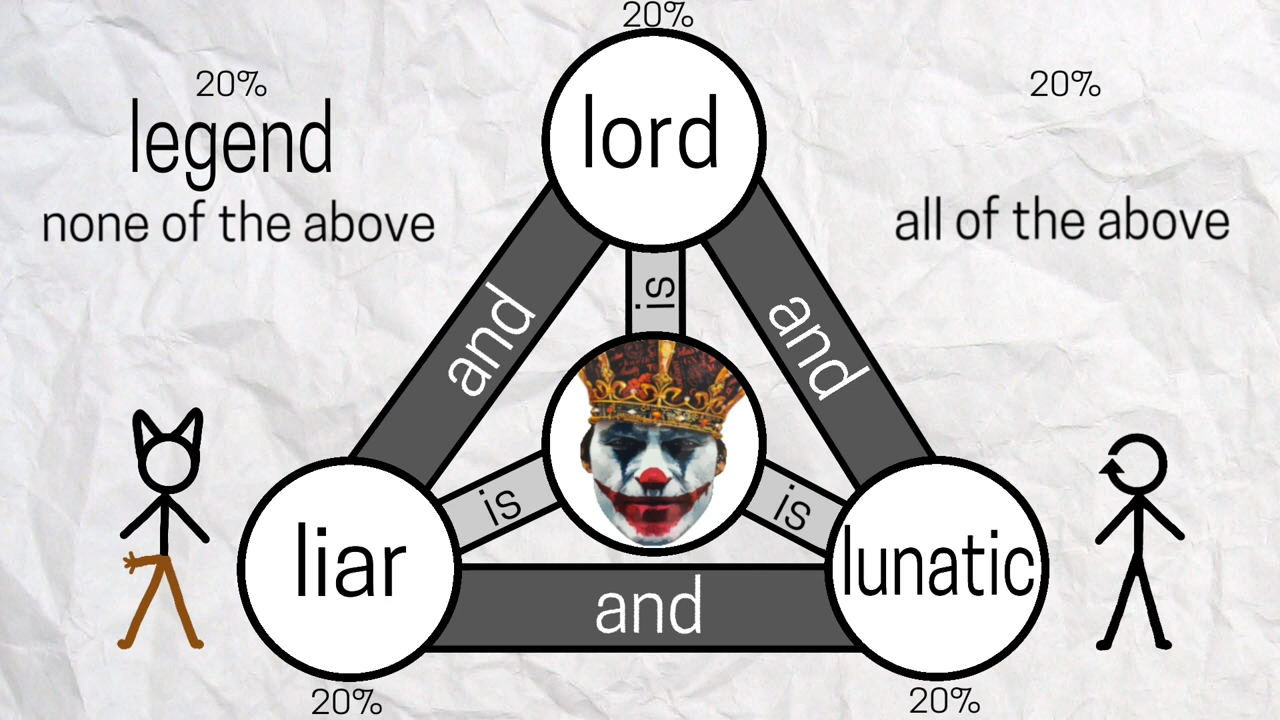 20%
lord
20%
legend
none of the above
20%
all of the above
and
is
and
is
is
liar
lunatic
and
20%
20%